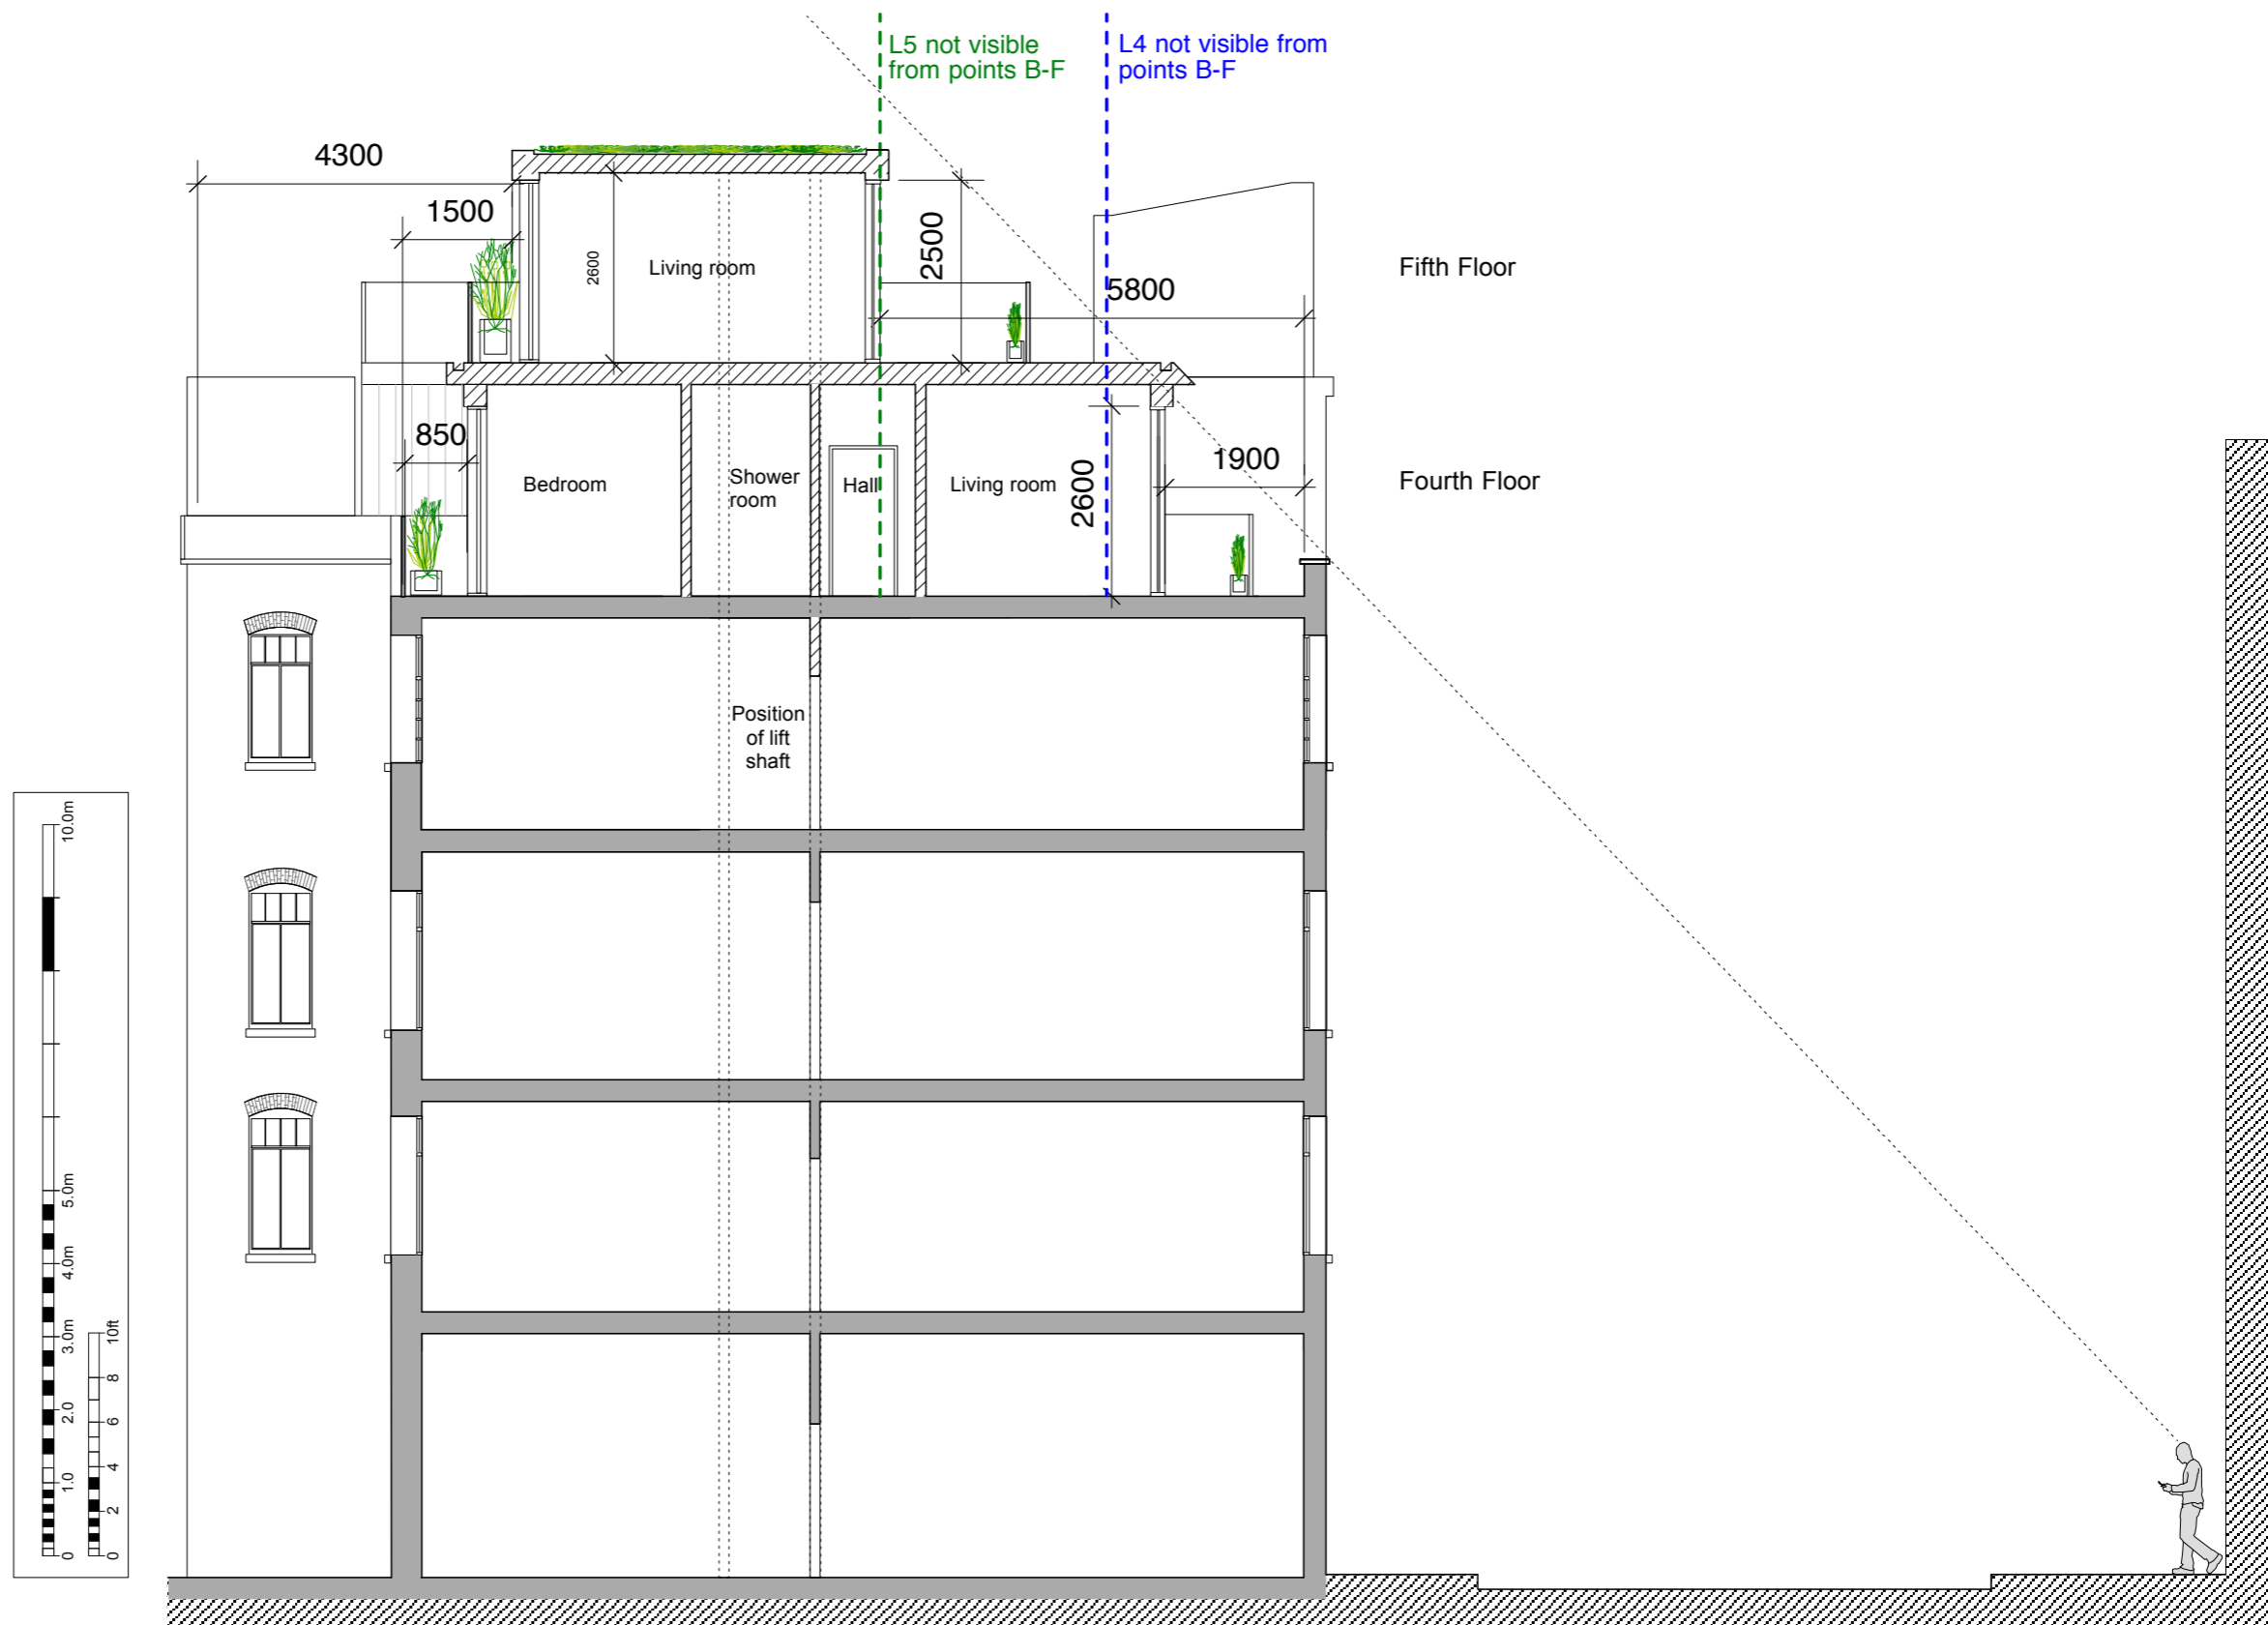 L5 not visible
from points B-F
L4 not visible from
points B-F
4300
1500
2600
Living room
2500
5800
Fifth Floor
850
Bedroom
Shower
room
Hall
Living room
2600
1900
Fourth Floor
Position
of lift
shaft
10.0m
5.0m
4.0m
3.0m
2.0
1.0
0
10ft
8
6
4
2
0